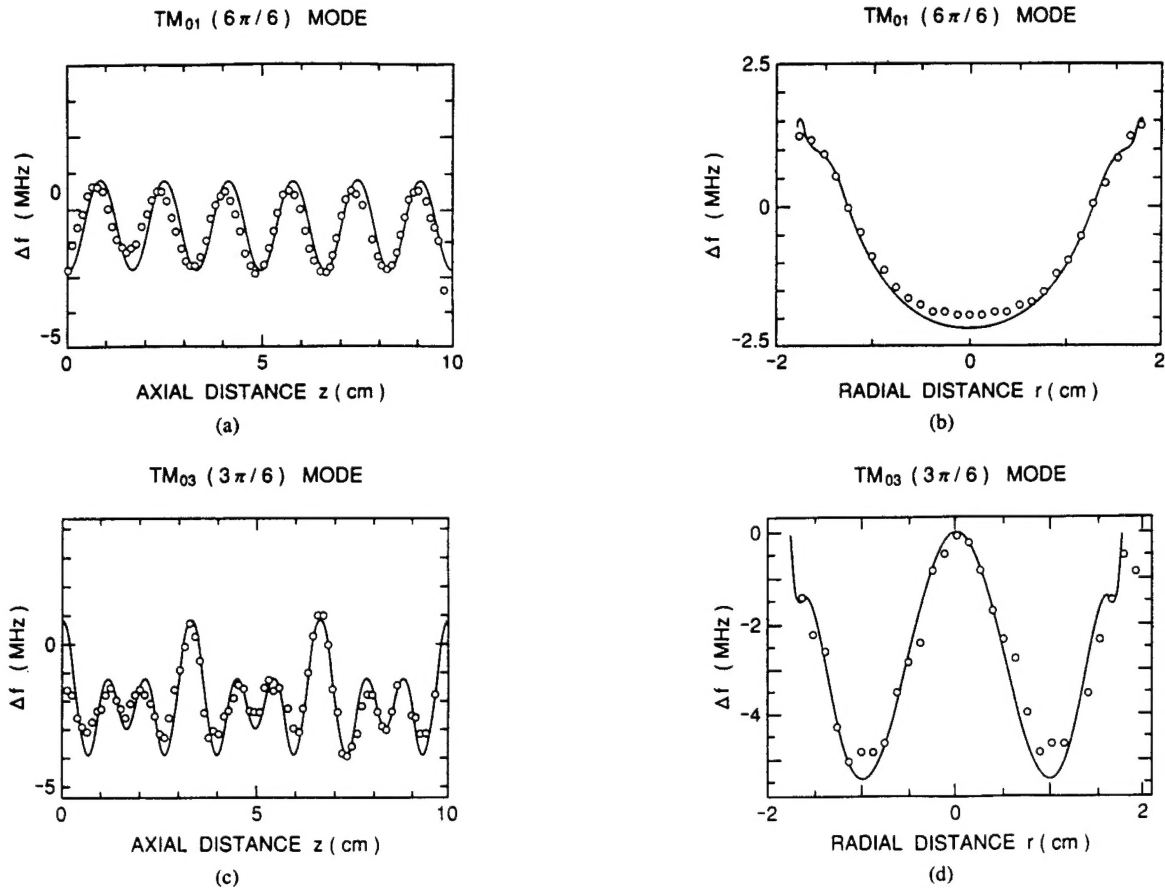 TM₀₁ (6π/6) MODE
Δf (MHz)
0
-5
0
5
10
AXIAL DISTANCE z (cm)
(a)
TM₀₁ (6π/6) MODE
Δf (MHz)
2.5
0
-2.5
-2
0
2
RADIAL DISTANCE r (cm)
(b)
TM₀₃ (3π/6) MODE
Δf (MHz)
0
-5
0
5
10
AXIAL DISTANCE z (cm)
(c)
TM₀₃ (3π/6) MODE
Δf (MHz)
0
-2
-4
-2
-1
0
1
2
RADIAL DISTANCE r (cm)
(d)